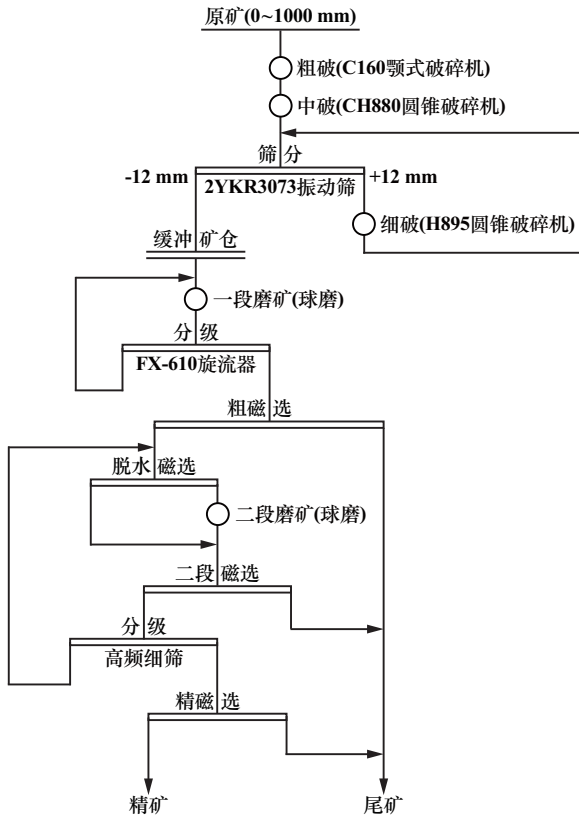 原矿(0~1000 mm)
粗破(C160颚式破碎机)
中破(CH880圆锥破碎机)
筛 分
-12 mm
+12 mm
2YKR3073振动筛
细破(H895圆锥破碎机)
缓冲 矿仓
一段磨矿(球磨)
分 级
FX-610旋流器
粗磁 选
脱水 磁选
二段磨矿(球磨)
二段 磁选
分 级
高频细筛
精磁 选
精矿
尾矿